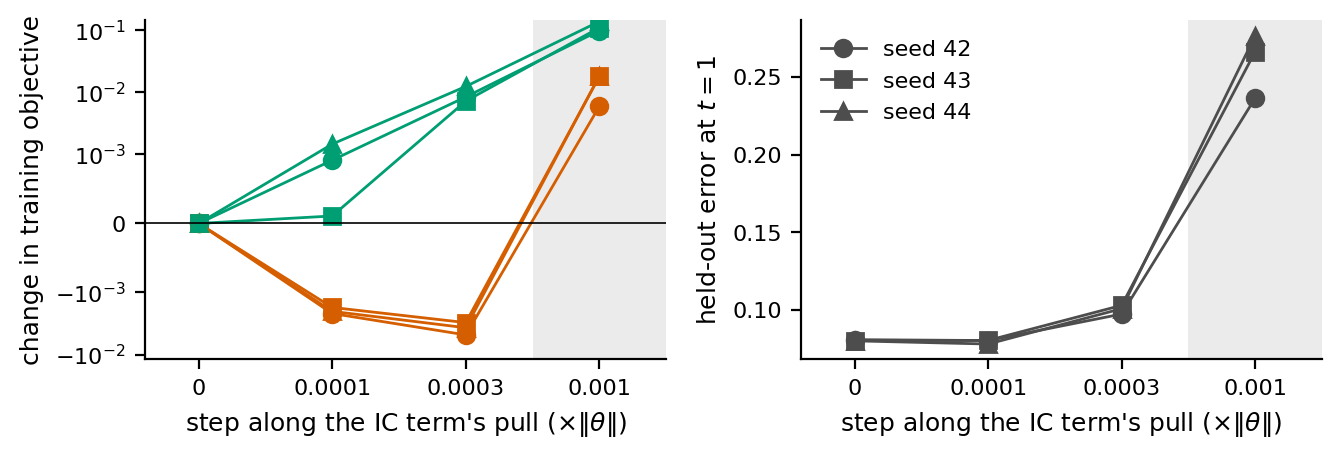 change in training objective
10⁻¹
10⁻²
10⁻³
0
−10⁻³
−10⁻²
0
0.0001
0.0003
0.001
step along the IC term's pull (×‖θ‖)
held-out error at t = 1
0.25
0.20
0.15
0.10
seed 42
seed 43
seed 44
0
0.0001
0.0003
0.001
step along the IC term's pull (×‖θ‖)